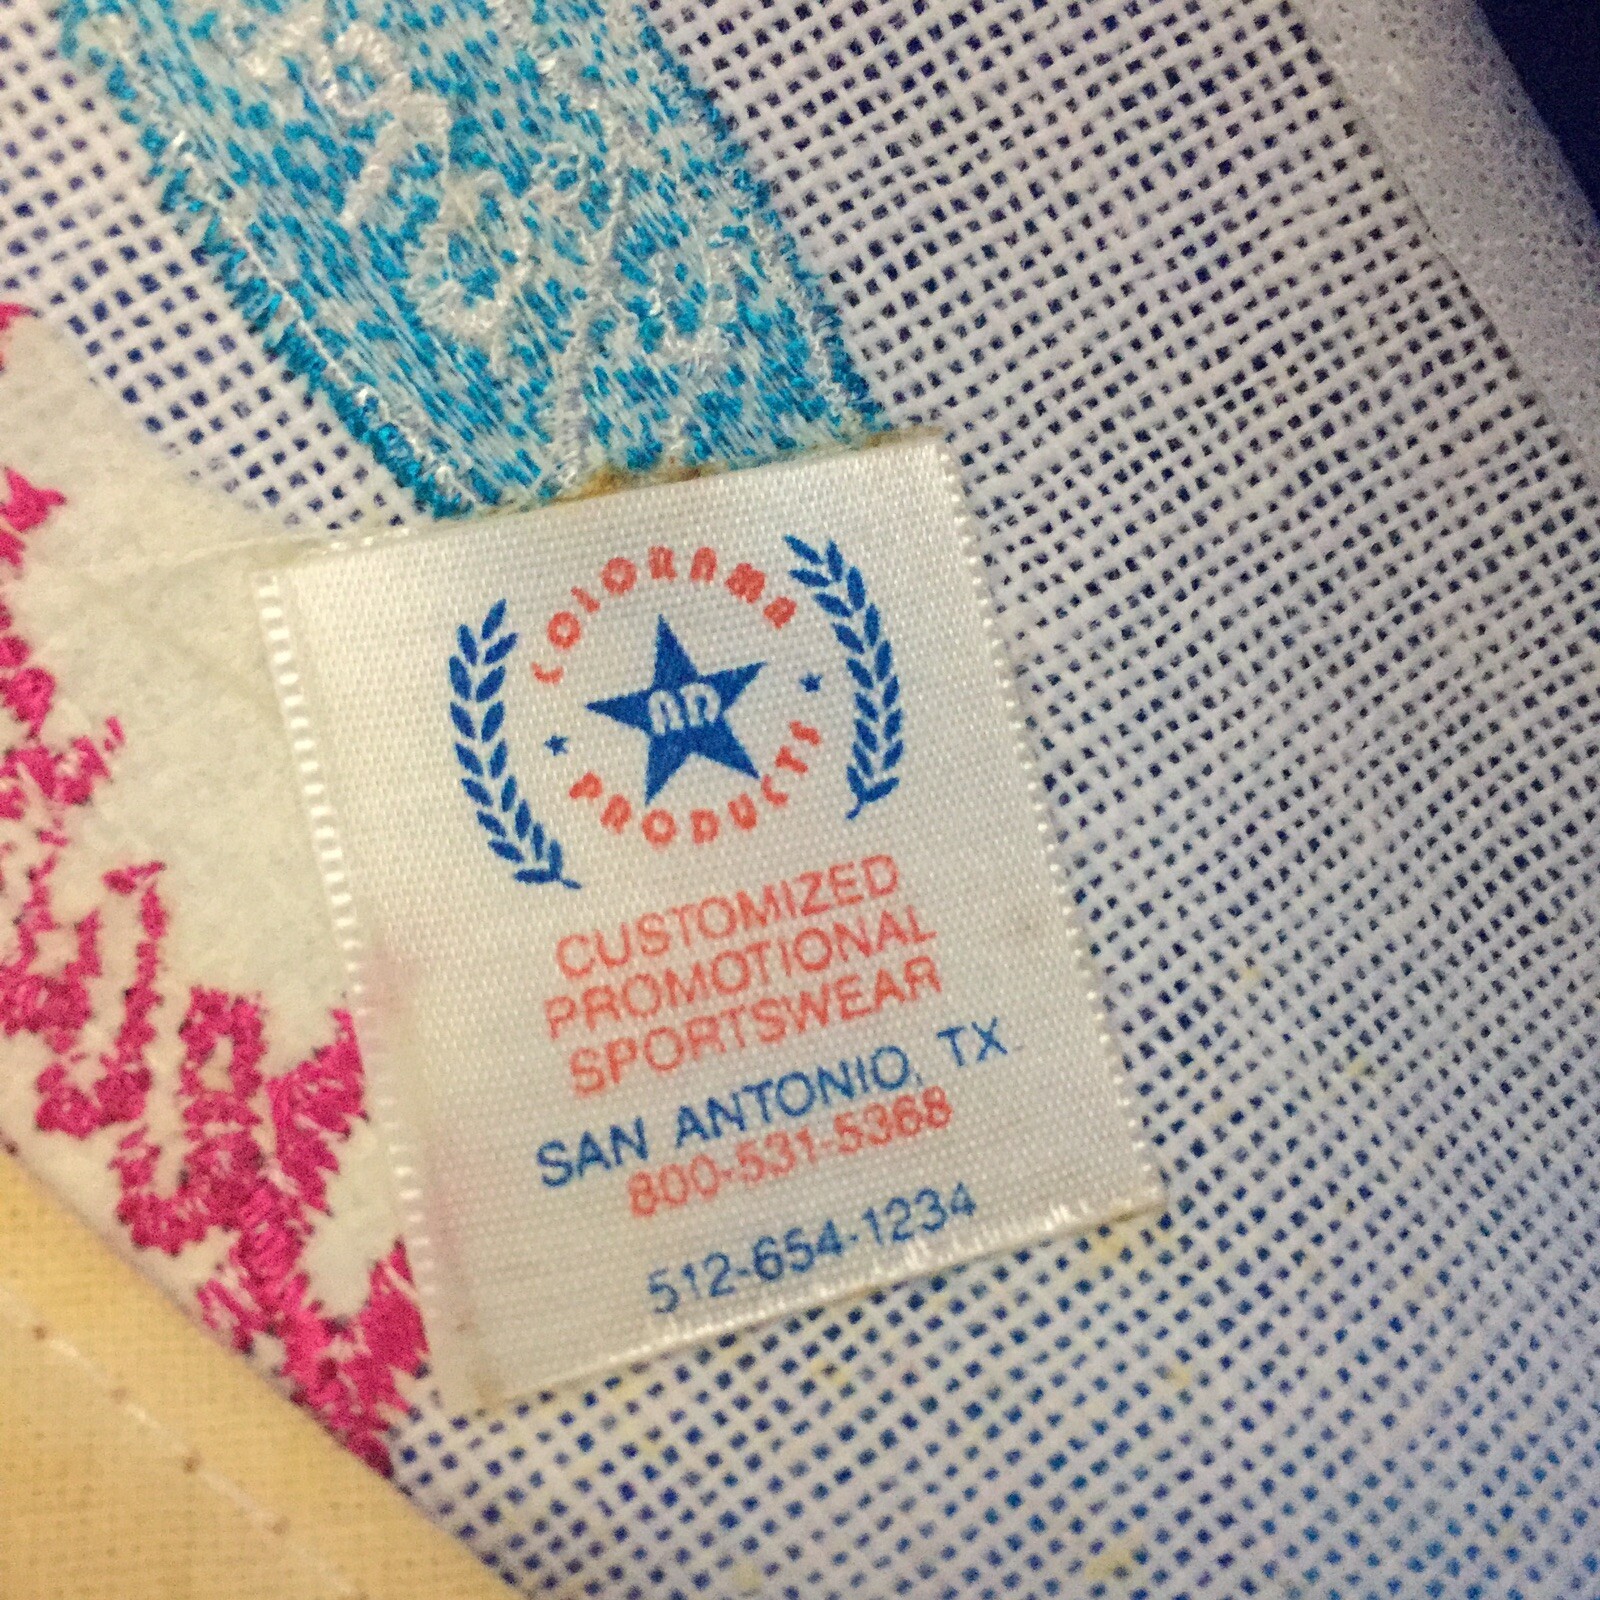 COLORAMA
PRODUCTS
CUSTOMIZED
PROMOTIONAL
SPORTSWEAR
SAN ANTONIO, TX
800-531-5368
512-654-1234